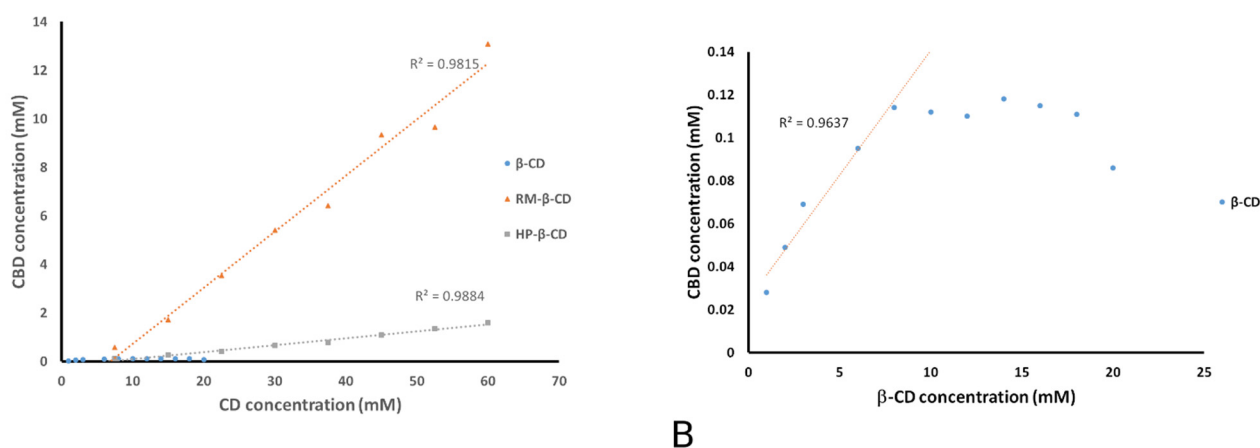 14
12
10
8
6
4
2
0
0 10 20 30 40 50 60 70
CBD concentration (mM)
CD concentration (mM)
R² = 0.9815
R² = 0.9884
β-CD
RM-β-CD
HP-β-CD
0.14
0.12
0.1
0.08
0.06
0.04
0.02
0
0 5 10 15 20 25
CBD concentration (mM)
β-CD concentration (mM)
R² = 0.9637
β-CD
B